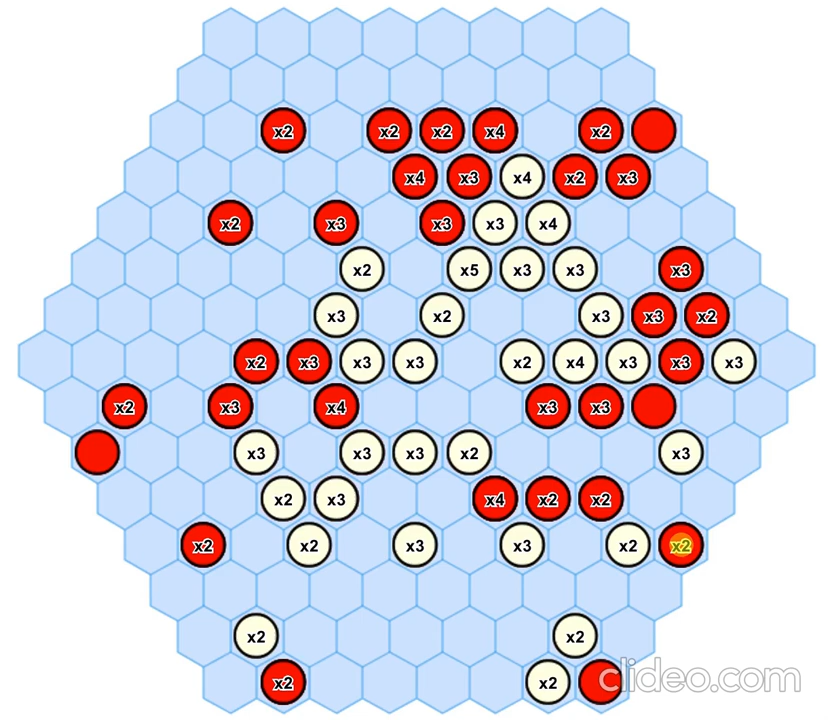 x2 x2 x2 x4 x2
x4 x3 x4 x2 x3
x2 x3 x3 x3 x4
x2 x5 x3 x3 x3
x3 x2 x3 x3 x2
x2 x3 x3 x3 x2 x4 x3 x3 x3
x2 x3 x4 x3 x3
x3 x3 x3 x2 x3
x2 x3 x4 x2 x2
x2 x2 x3 x3 x2 x2
x2 x2
x2 x2
clideo.com